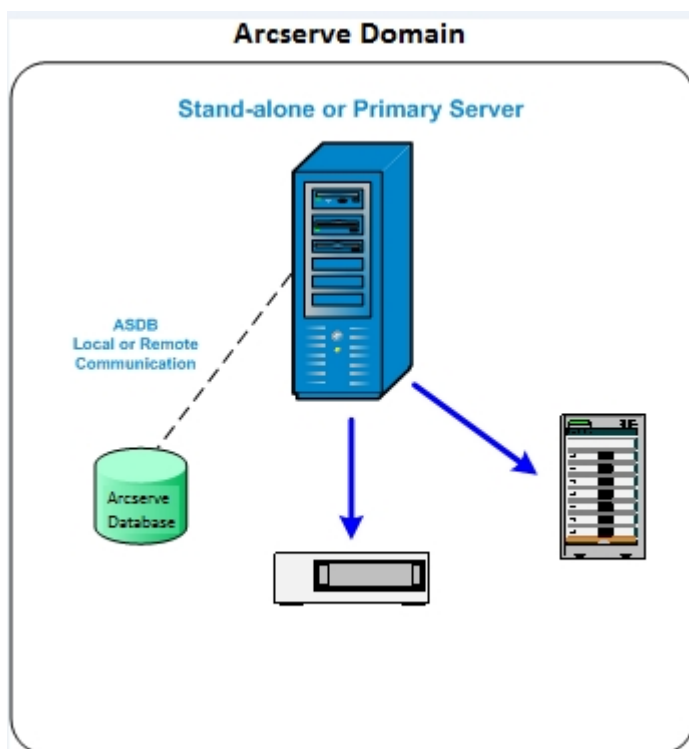 Arcserve Domain
Stand-alone or Primary Server
ASDB
Local or Remote
Communication
Arcserve
Database